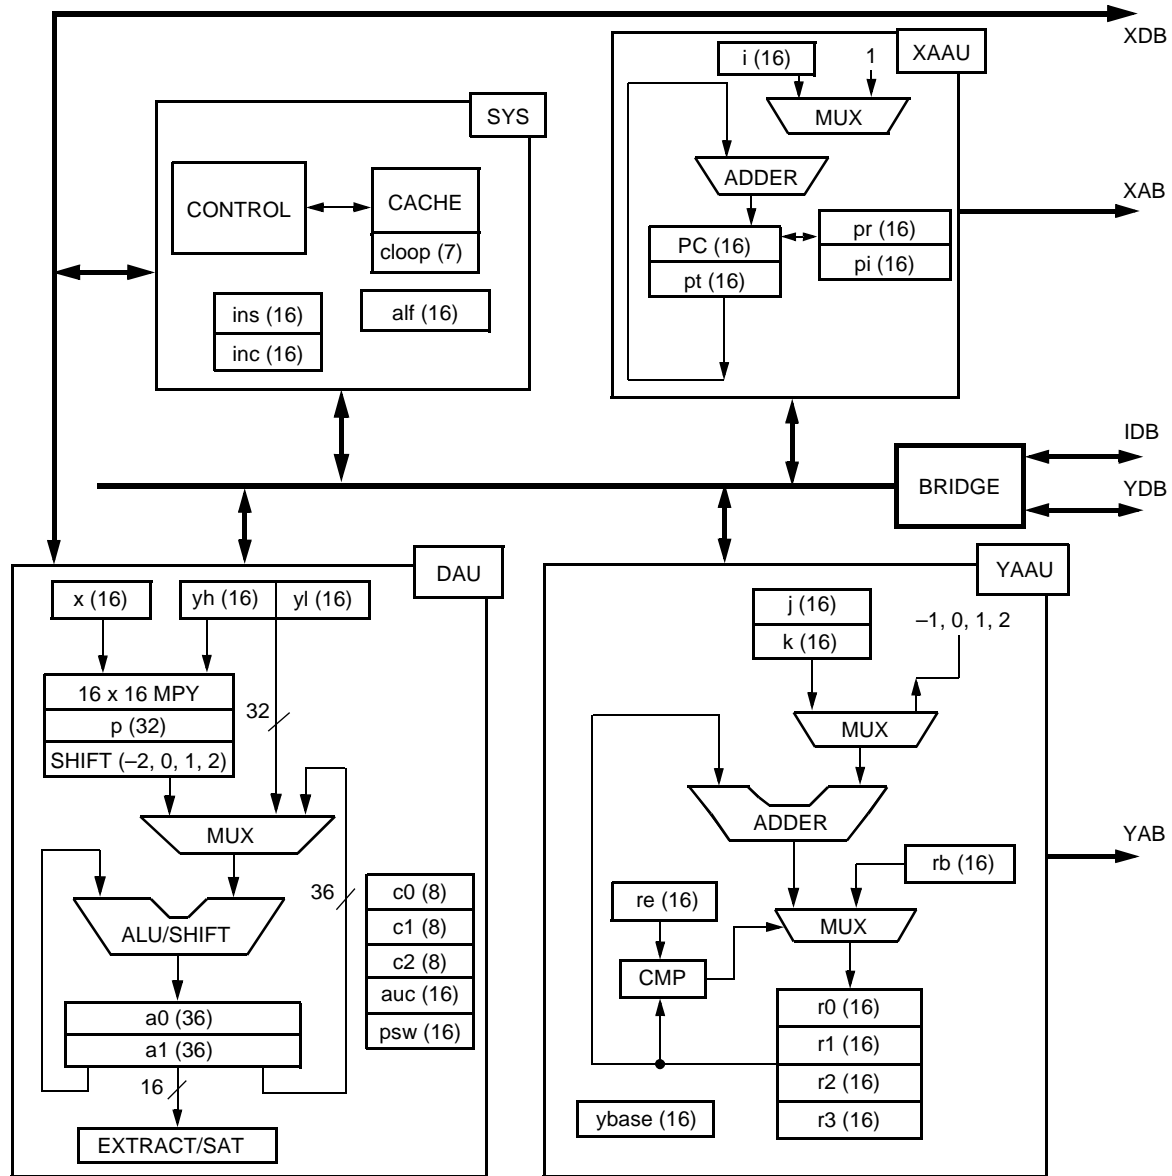 XDB
XAAU
i (16)
1
MUX
ADDER
PC (16)
pt (16)
pr (16)
pi (16)
XAB
SYS
CONTROL
CACHE
cloop (7)
ins (16)
inc (16)
alf (16)
BRIDGE
IDB
YDB
DAU
x (16)
yh (16)
yl (16)
16 x 16 MPY
p (32)
SHIFT (–2, 0, 1, 2)
32
MUX
ALU/SHIFT
36
a0 (36)
a1 (36)
16
EXTRACT/SAT
c0 (8)
c1 (8)
c2 (8)
auc (16)
psw (16)
YAAU
j (16)
k (16)
–1, 0, 1, 2
MUX
ADDER
rb (16)
re (16)
MUX
CMP
r0 (16)
r1 (16)
r2 (16)
r3 (16)
ybase (16)
YAB